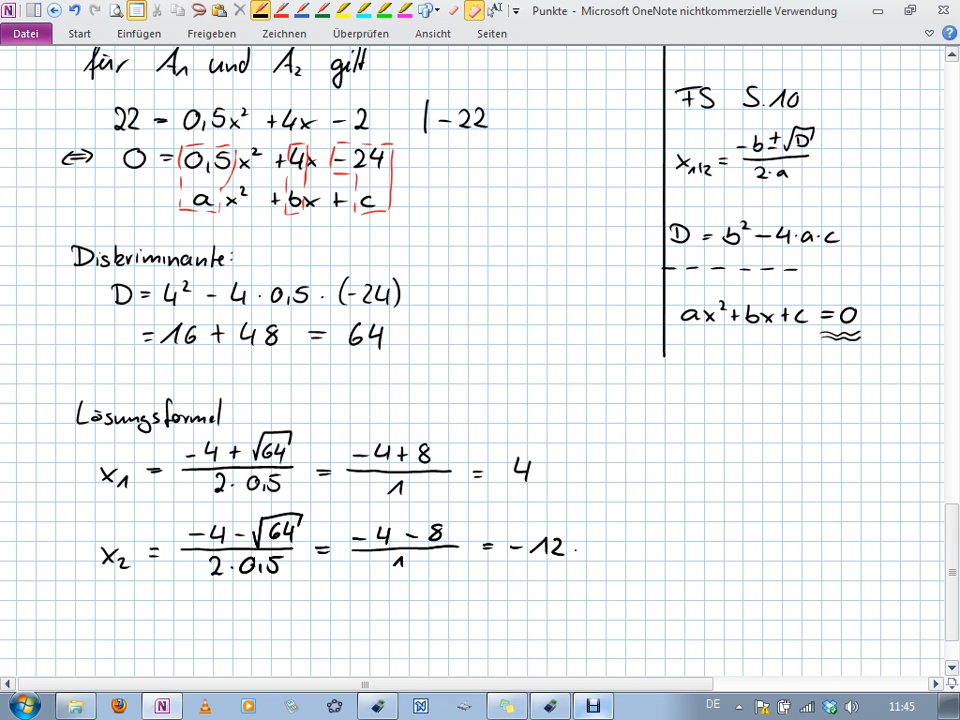 Punkte - Microsoft OneNote nichtkommerzielle Verwendung
Datei Start Einfügen Freigeben Zeichnen Überprüfen Ansicht Seiten
für A₁ und A₂ gilt
22 = 0,5x² + 4x - 2 | - 22
⇔ 0 = 0,5x² + 4x - 24
ax² + bx + c
Diskriminante:
D = 4² - 4 · 0,5 · (-24)
= 16 + 48 = 64
Lösungsformel
x₁ = (-4 + √64) / (2 · 0,5) = (-4 + 8) / 1 = 4
x₂ = (-4 - √64) / (2 · 0,5) = (-4 - 8) / 1 = -12.
FS S.10
x₁/₂ = (-b ± √D) / (2 · a)
D = b² - 4 · a · c
ax² + bx + c = 0
DE 11:45